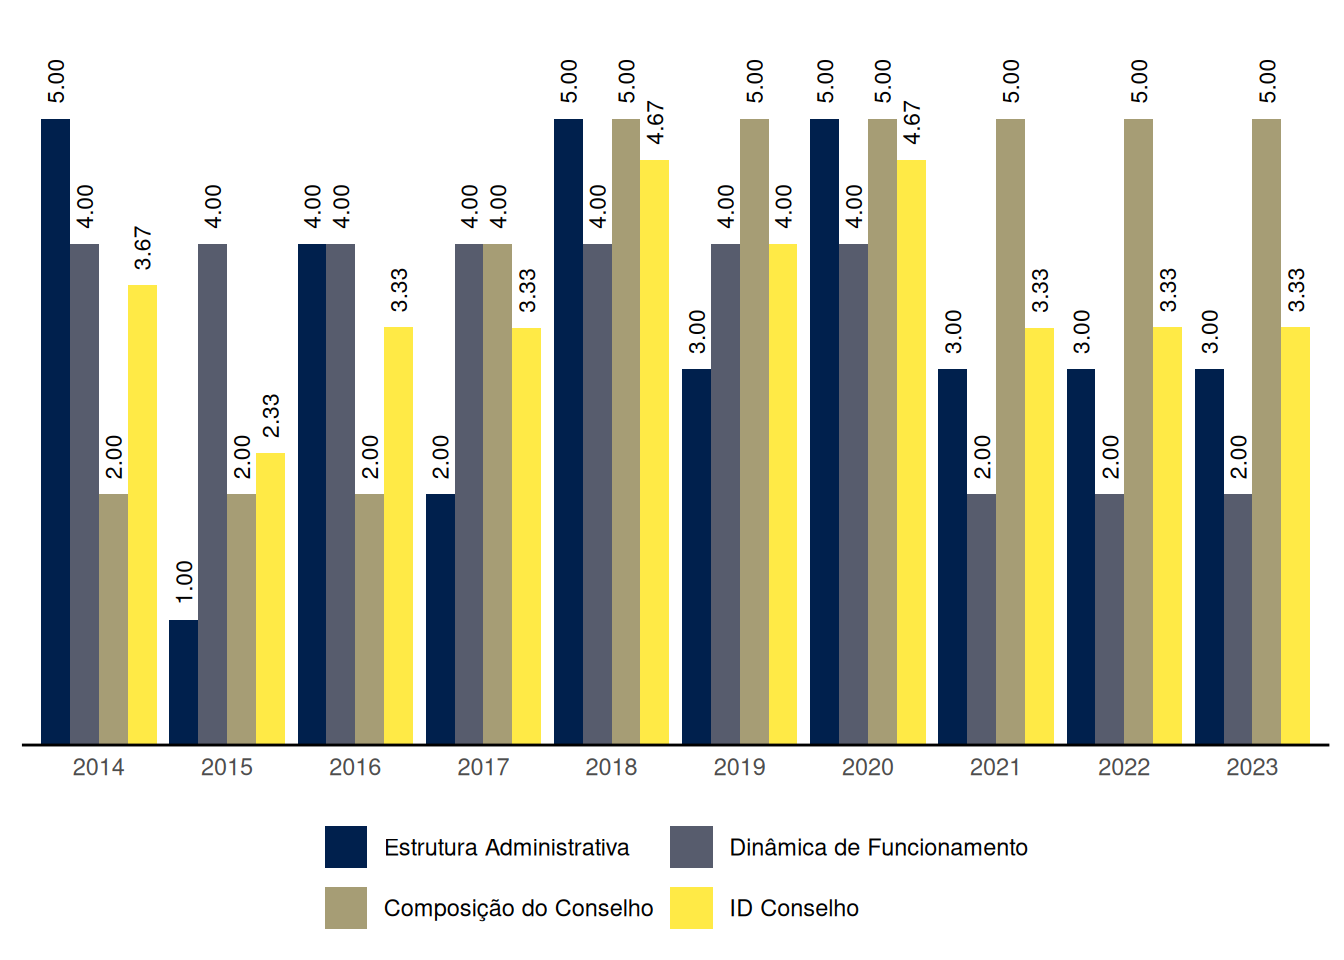 5.00 4.00 2.00 3.67
1.00 4.00 2.00 2.33
4.00 4.00 2.00 3.33
2.00 4.00 4.00 3.33
5.00 4.00 5.00 4.67
3.00 4.00 5.00 4.00
5.00 4.00 5.00 4.67
3.00 2.00 5.00 3.33
3.00 2.00 5.00 3.33
3.00 2.00 5.00 3.33
2014 2015 2016 2017 2018 2019 2020 2021 2022 2023
Estrutura Administrativa Dinâmica de Funcionamento
Composição do Conselho ID Conselho